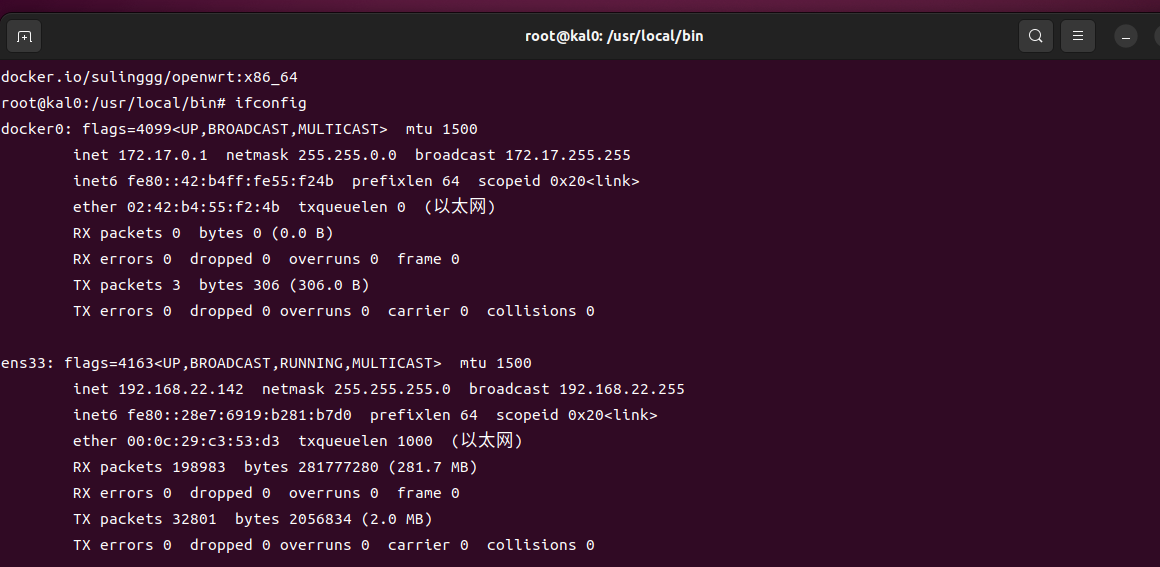 root@kal0: /usr/local/bin
docker.io/sulinggg/openwrt:x86_64
root@kal0:/usr/local/bin# ifconfig
docker0: flags=4099<UP,BROADCAST,MULTICAST>  mtu 1500
        inet 172.17.0.1  netmask 255.255.0.0  broadcast 172.17.255.255
        inet6 fe80::42:b4ff:fe55:f24b  prefixlen 64  scopeid 0x20<link>
        ether 02:42:b4:55:f2:4b  txqueuelen 0  (以太网)
        RX packets 0  bytes 0 (0.0 B)
        RX errors 0  dropped 0  overruns 0  frame 0
        TX packets 3  bytes 306 (306.0 B)
        TX errors 0  dropped 0 overruns 0  carrier 0  collisions 0
ens33: flags=4163<UP,BROADCAST,RUNNING,MULTICAST>  mtu 1500
        inet 192.168.22.142  netmask 255.255.255.0  broadcast 192.168.22.255
        inet6 fe80::28e7:6919:b281:b7d0  prefixlen 64  scopeid 0x20<link>
        ether 00:0c:29:c3:53:d3  txqueuelen 1000  (以太网)
        RX packets 198983  bytes 281777280 (281.7 MB)
        RX errors 0  dropped 0  overruns 0  frame 0
        TX packets 32801  bytes 2056834 (2.0 MB)
        TX errors 0  dropped 0 overruns 0  carrier 0  collisions 0